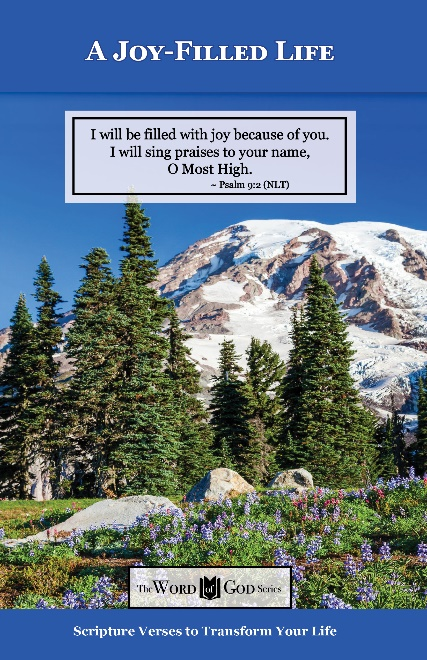 A Joy-Filled Life
I will be filled with joy because of you.
I will sing praises to your name,
O Most High.
~ Psalm 9:2 (NLT)
The WORD of GOD Series
Scripture Verses to Transform Your Life